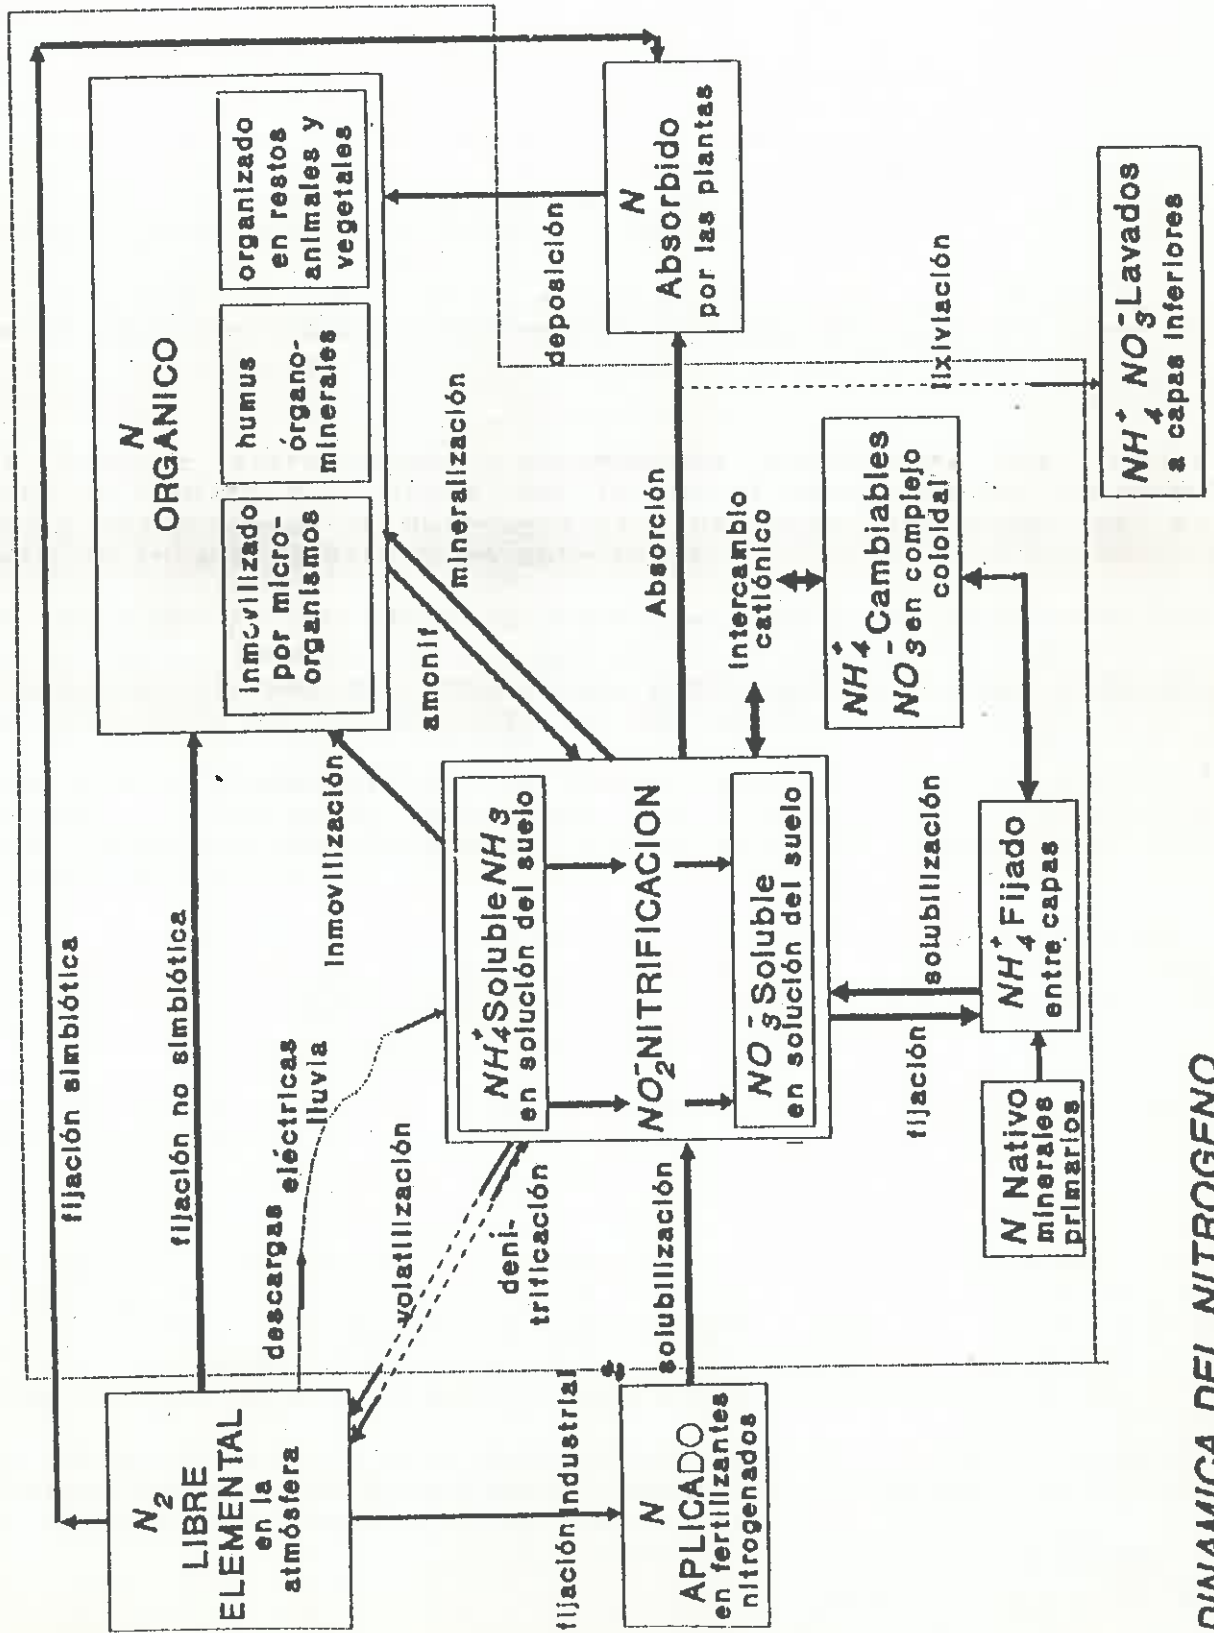 N₂
LIBRE
ELEMENTAL
en la
atmósfera
fijación simbiótica
fijación no simbiótica
descargas eléctricas
lluvia
N
ORGANICO
inmovilizado
por micro-
organismos
humus
órgano-
minerales
organizado
en restos
animales y
vegetales
Inmovilización
amonif.
mineralización
deposición
volatilización
deni-
trificación
NH₄⁺ Soluble NH₃
en solución del suelo
NO₂⁻ NITRIFICACION
NO₃⁻ Soluble
en solución del suelo
Absorción
N
Absorbido
por las plantas
fijación industrial
N
APLICADO
en fertilizantes
nitrogenados
solubilización
intercambio
catiónico
NH₄⁺ Cambiables
NO₃⁻ en complejo
coloidal
lixiviación
NH₄⁺ NO₃⁻ Lavados
a capas inferiores
fijación
solubilización
NH₄⁺ Fijado
entre capas
N Nativo
minerales
primarios
DINAMICA DEL NITROGENO